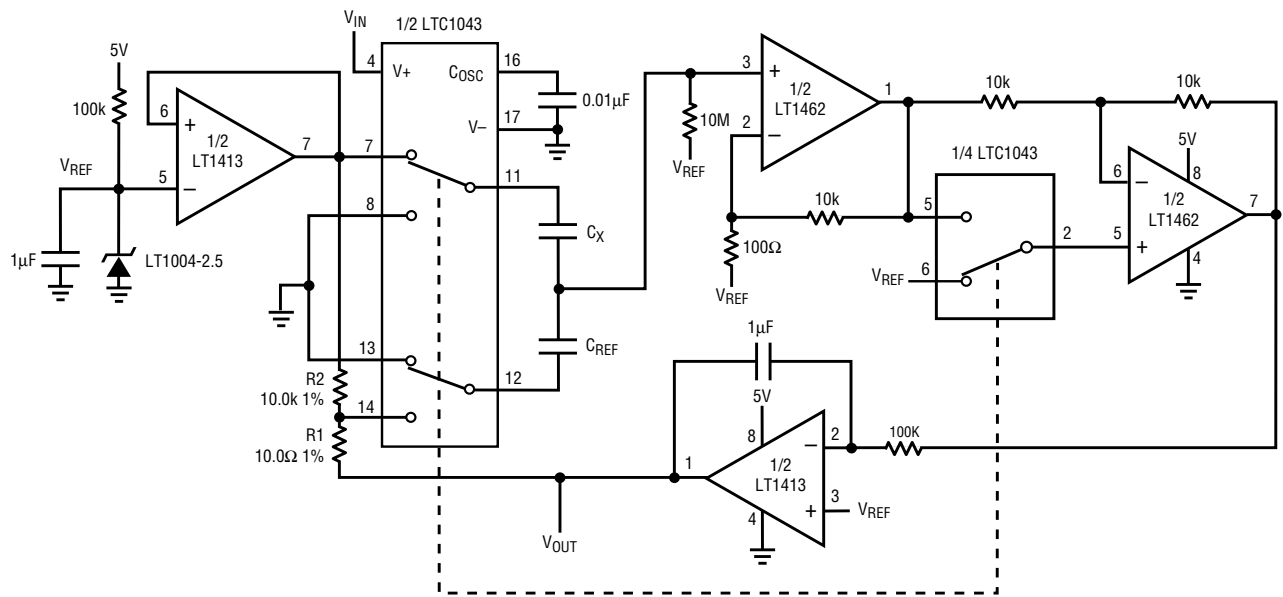 V_IN
1/2 LTC1043
5V
100k
V_REF
1µF
LT1004-2.5
6
+
1/2
LT1413
5
–
7
4
V+
C_OSC
16
0.01µF
V–
17
7
11
8
C_X
C_REF
13
12
14
R2
10.0k 1%
R1
10.0Ω 1%
3
+
1/2
LT1462
1
2
–
10M
V_REF
10k
100Ω
V_REF
10k
10k
1/4 LTC1043
5
2
V_REF
6
5V
8
6
–
1/2
LT1462
7
5
+
4
1µF
5V
8
–
2
100K
1
1/2
LT1413
+
3
V_REF
4
V_OUT